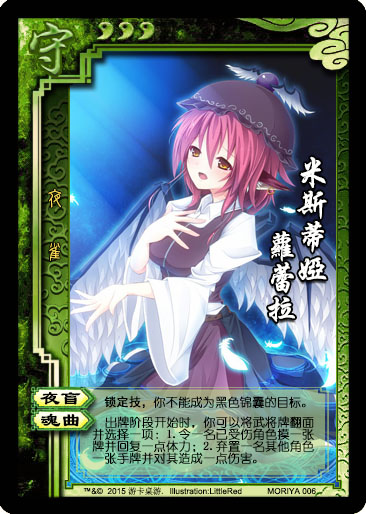 守
夜雀
米斯蒂婭
蘿蕾拉
夜盲
锁定技，你不能成为黑色锦囊的目标。
魂曲
出牌阶段开始时，你可以将武将牌翻面
并选择一项：1.令一名已受伤角色摸一张
牌并回复一点体力；2.弃置一名其他角色
一张手牌并对其造成一点伤害。
™&© 2015 游卡桌游. Illustration:LittleRed
MORIYA 006